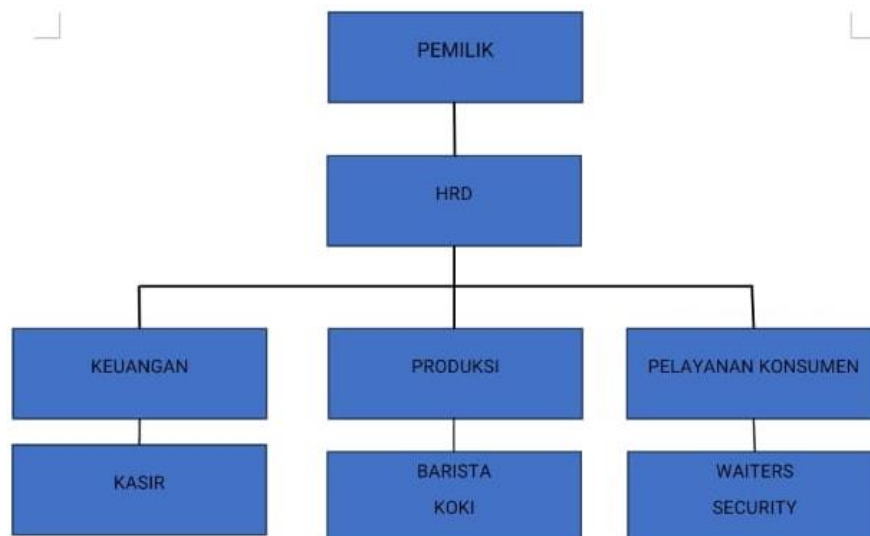 PEMILIK
HRD
KEUANGAN
PRODUKSI
PELAYANAN KONSUMEN
KASIR
BARISTA
KOKI
WAITERS
SECURITY